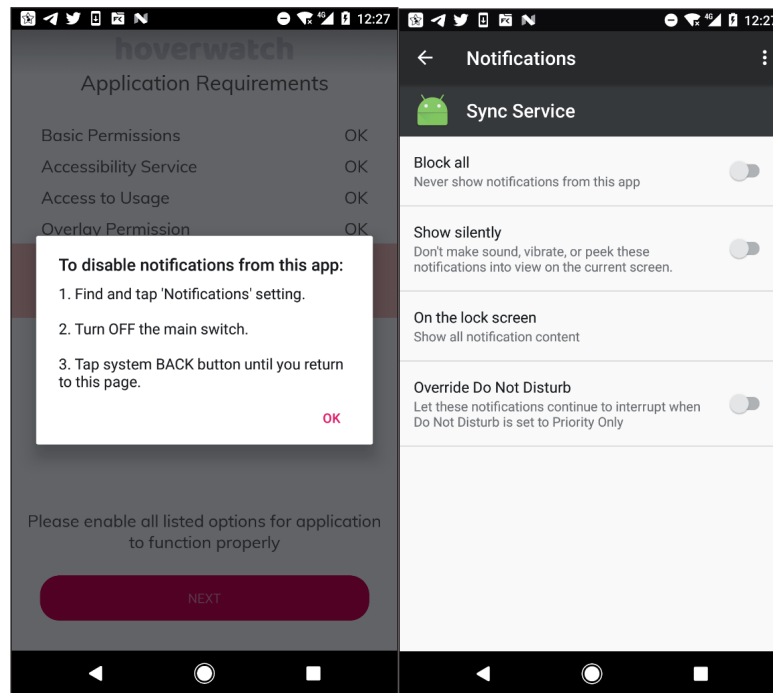 12:27
hoverwatch
Application Requirements
Basic Permissions OK
Accessibility Service OK
Access to Usage OK
Overlay Permission OK
To disable notifications from this app:
1. Find and tap 'Notifications' setting.
2. Turn OFF the main switch.
3. Tap system BACK button until you return
to this page.
OK
Please enable all listed options for application
to function properly
NEXT
4G 12:27
Notifications
Sync Service
Block all
Never show notifications from this app
Show silently
Don't make sound, vibrate, or peek these
notifications into view on the current screen.
On the lock screen
Show all notification content
Override Do Not Disturb
Let these notifications continue to interrupt when
Do Not Disturb is set to Priority Only